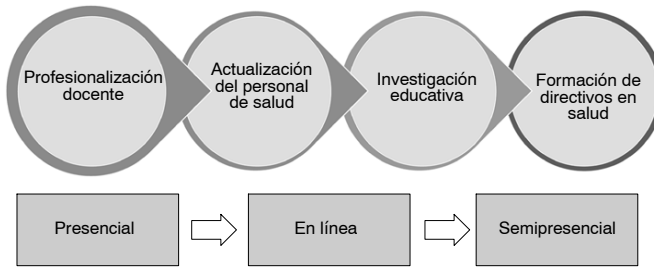 Profesionalización
docente
Actualización
del personal
de salud
Investigación
educativa
Formación de
directivos en
salud
Presencial
En línea
Semipresencial